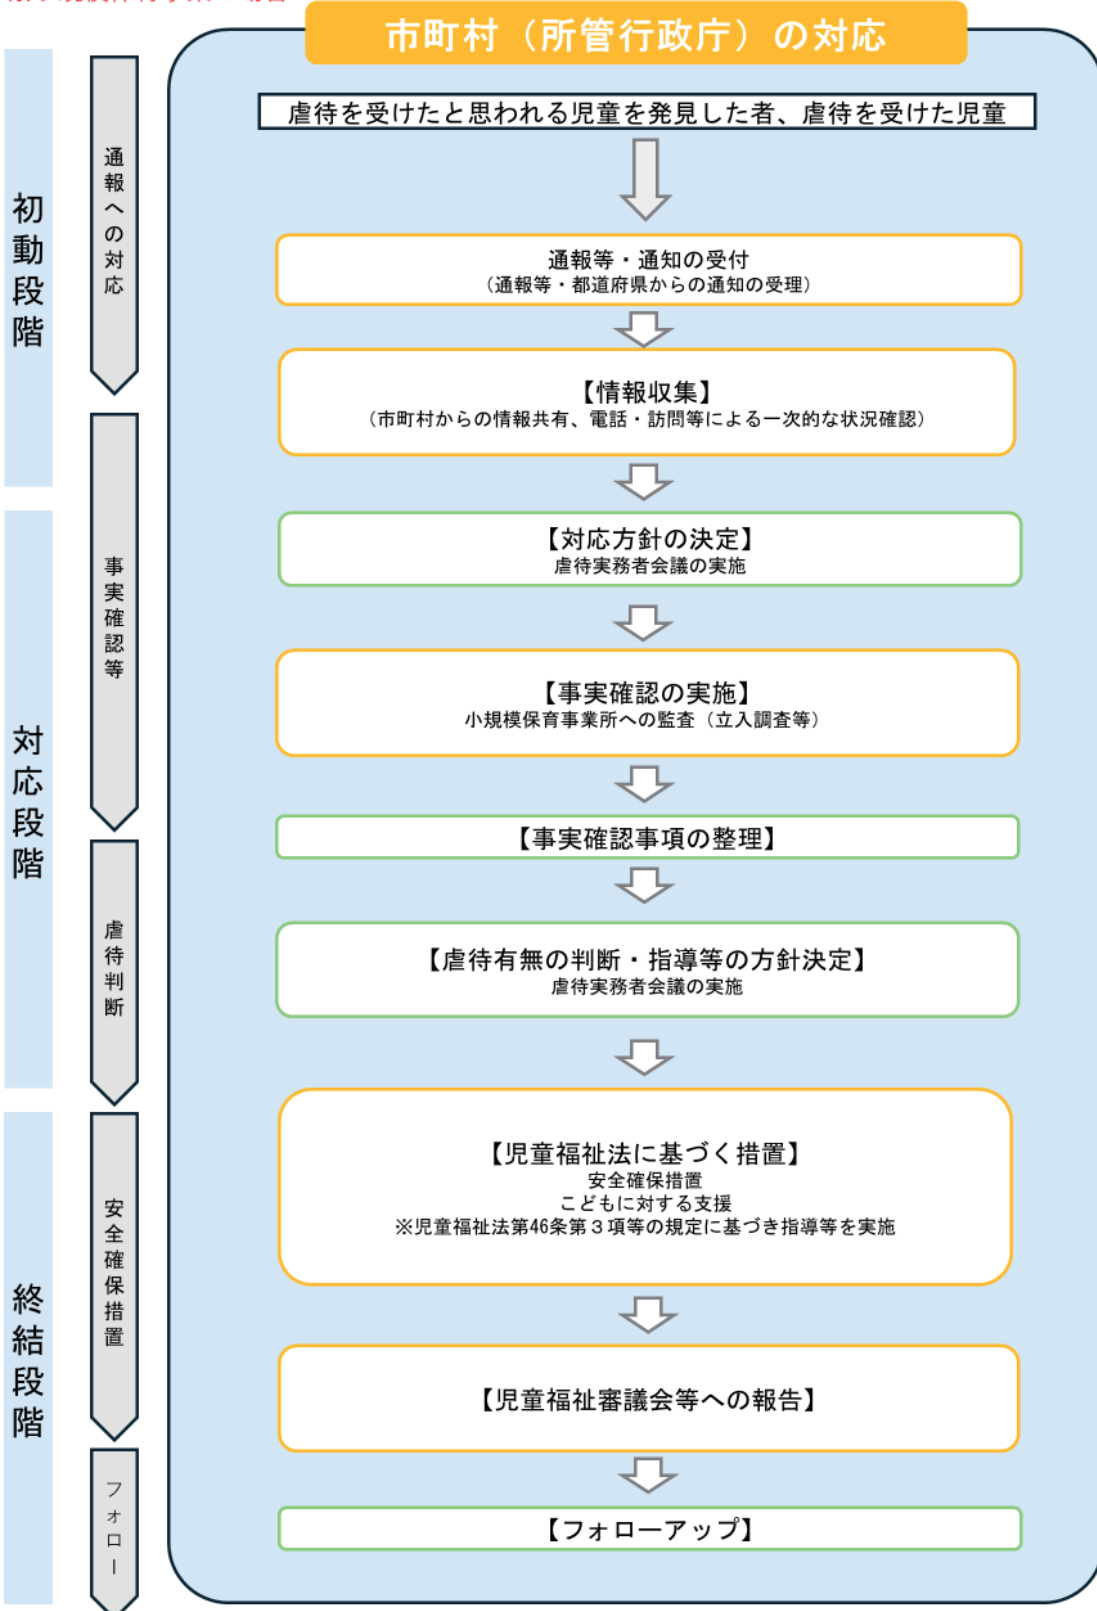 市町村（所管行政庁）の対応
初動段階
対応段階
終結段階
通報への対応
事実確認等
虐待判断
安全確保措置
フォロー
虐待を受けたと思われる児童を発見した者、虐待を受けた児童
通報等・通知の受付
（通報等・都道府県からの通知の受理）
【情報収集】
（市町村からの情報共有、電話・訪問等による一次的な状況確認）
【対応方針の決定】
虐待実務者会議の実施
【事実確認の実施】
小規模保育事業所への監査（立入調査等）
【事実確認事項の整理】
【虐待有無の判断・指導等の方針決定】
虐待実務者会議の実施
【児童福祉法に基づく措置】
安全確保措置
こどもに対する支援
※児童福祉法第46条第３項等の規定に基づき指導等を実施
【児童福祉審議会等への報告】
【フォローアップ】